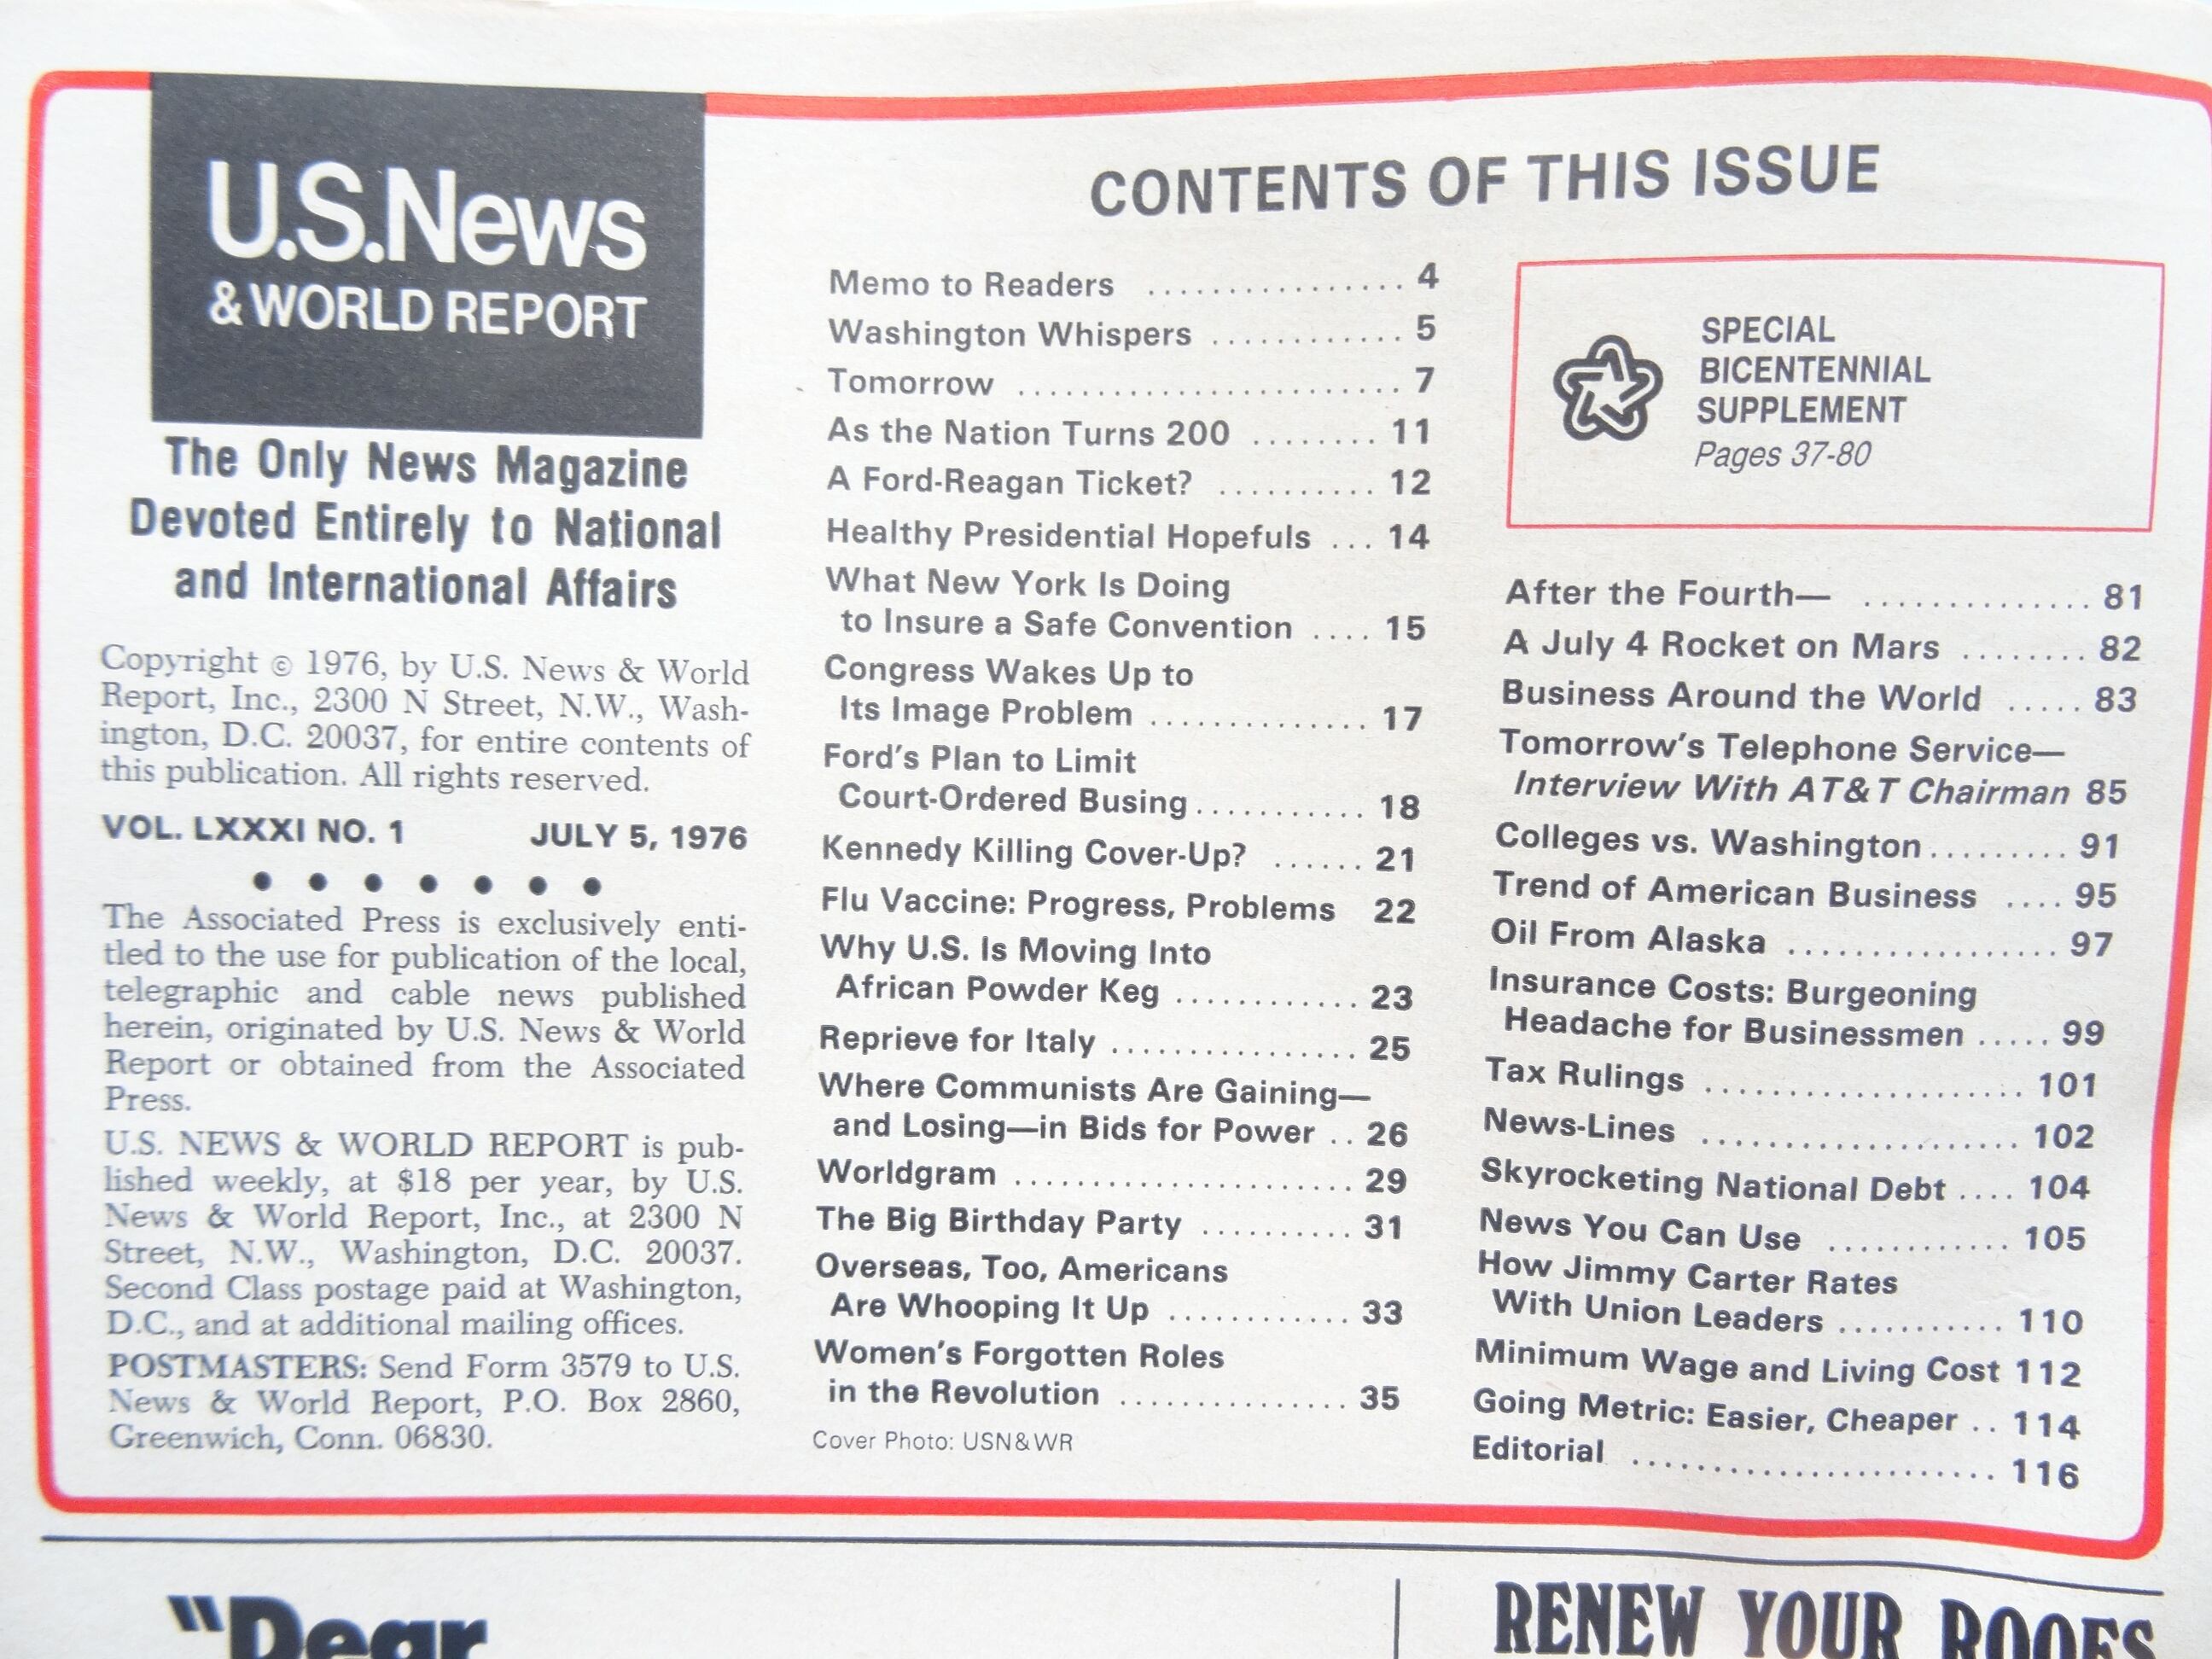 U.S.News
& WORLD REPORT
The Only News Magazine
Devoted Entirely to National
and International Affairs
Copyright © 1976, by U.S. News & World
Report, Inc., 2300 N Street, N.W., Wash-
ington, D.C. 20037, for entire contents of
this publication. All rights reserved.
VOL. LXXXI NO. 1 JULY 5, 1976
• • • • • • •
The Associated Press is exclusively enti-
tled to the use for publication of the local,
telegraphic and cable news published
herein, originated by U.S. News & World
Report or obtained from the Associated
Press.
U.S. NEWS & WORLD REPORT is pub-
lished weekly, at $18 per year, by U.S.
News & World Report, Inc., at 2300 N
Street, N.W., Washington, D.C. 20037.
Second Class postage paid at Washington,
D.C., and at additional mailing offices.
POSTMASTERS: Send Form 3579 to U.S.
News & World Report, P.O. Box 2860,
Greenwich, Conn. 06830.
CONTENTS OF THIS ISSUE
Memo to Readers ................ 4
Washington Whispers ............ 5
Tomorrow ........................ 7
As the Nation Turns 200 ........ 11
A Ford-Reagan Ticket? .......... 12
Healthy Presidential Hopefuls ... 14
What New York Is Doing
to Insure a Safe Convention .... 15
Congress Wakes Up to
Its Image Problem .............. 17
Ford's Plan to Limit
Court-Ordered Busing........... 18
Kennedy Killing Cover-Up? ...... 21
Flu Vaccine: Progress, Problems 22
Why U.S. Is Moving Into
African Powder Keg ............ 23
Reprieve for Italy ................ 25
Where Communists Are Gaining—
and Losing—in Bids for Power .. 26
Worldgram ...................... 29
The Big Birthday Party .......... 31
Overseas, Too, Americans
Are Whooping It Up ............ 33
Women's Forgotten Roles
in the Revolution ............... 35
Cover Photo: USN&WR
SPECIAL
BICENTENNIAL
SUPPLEMENT
Pages 37-80
After the Fourth— .............. 81
A July 4 Rocket on Mars ........ 82
Business Around the World ..... 83
Tomorrow's Telephone Service—
Interview With AT&T Chairman 85
Colleges vs. Washington......... 91
Trend of American Business .... 95
Oil From Alaska ................. 97
Insurance Costs: Burgeoning
Headache for Businessmen ..... 99
Tax Rulings .................... 101
News-Lines .................... 102
Skyrocketing National Debt .... 104
News You Can Use ............ 105
How Jimmy Carter Rates
With Union Leaders ........... 110
Minimum Wage and Living Cost 112
Going Metric: Easier, Cheaper .. 114
Editorial ....................... 116
"Dear
RENEW YOUR ROOFS